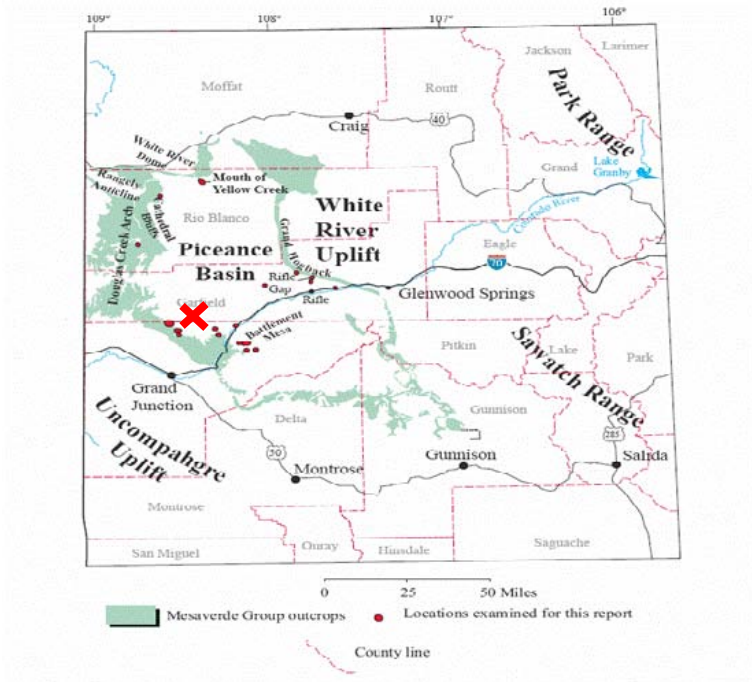 109°
108°
107°
106°
Jackson
Larimer
Moffat
Routt
Park Range
Craig
40
White River
Dome
Grand
Lake
Granby
Rangely
Anticline
Mouth of
Yellow Creek
Colorado River
White
River
Uplift
Cathedral
Bluffs
Rio Blanco
Douglas Creek Arch
Grand Hogback
Eagle
70
Piceance
Basin
Rifle
Gap
Rifle
Glenwood Springs
Garfield
Battlement
Mesa
Pitkin
Sawatch Range
Lake
Park
Grand
Junction
Uncompahgre
Uplift
Delta
Gunnison
50
285
Montrose
Gunnison
Salida
Montrose
San Miguel
Ouray
Hinsdale
Saguache
0 25 50 Miles
Mesaverde Group outcrops
Locations examined for this report
County line